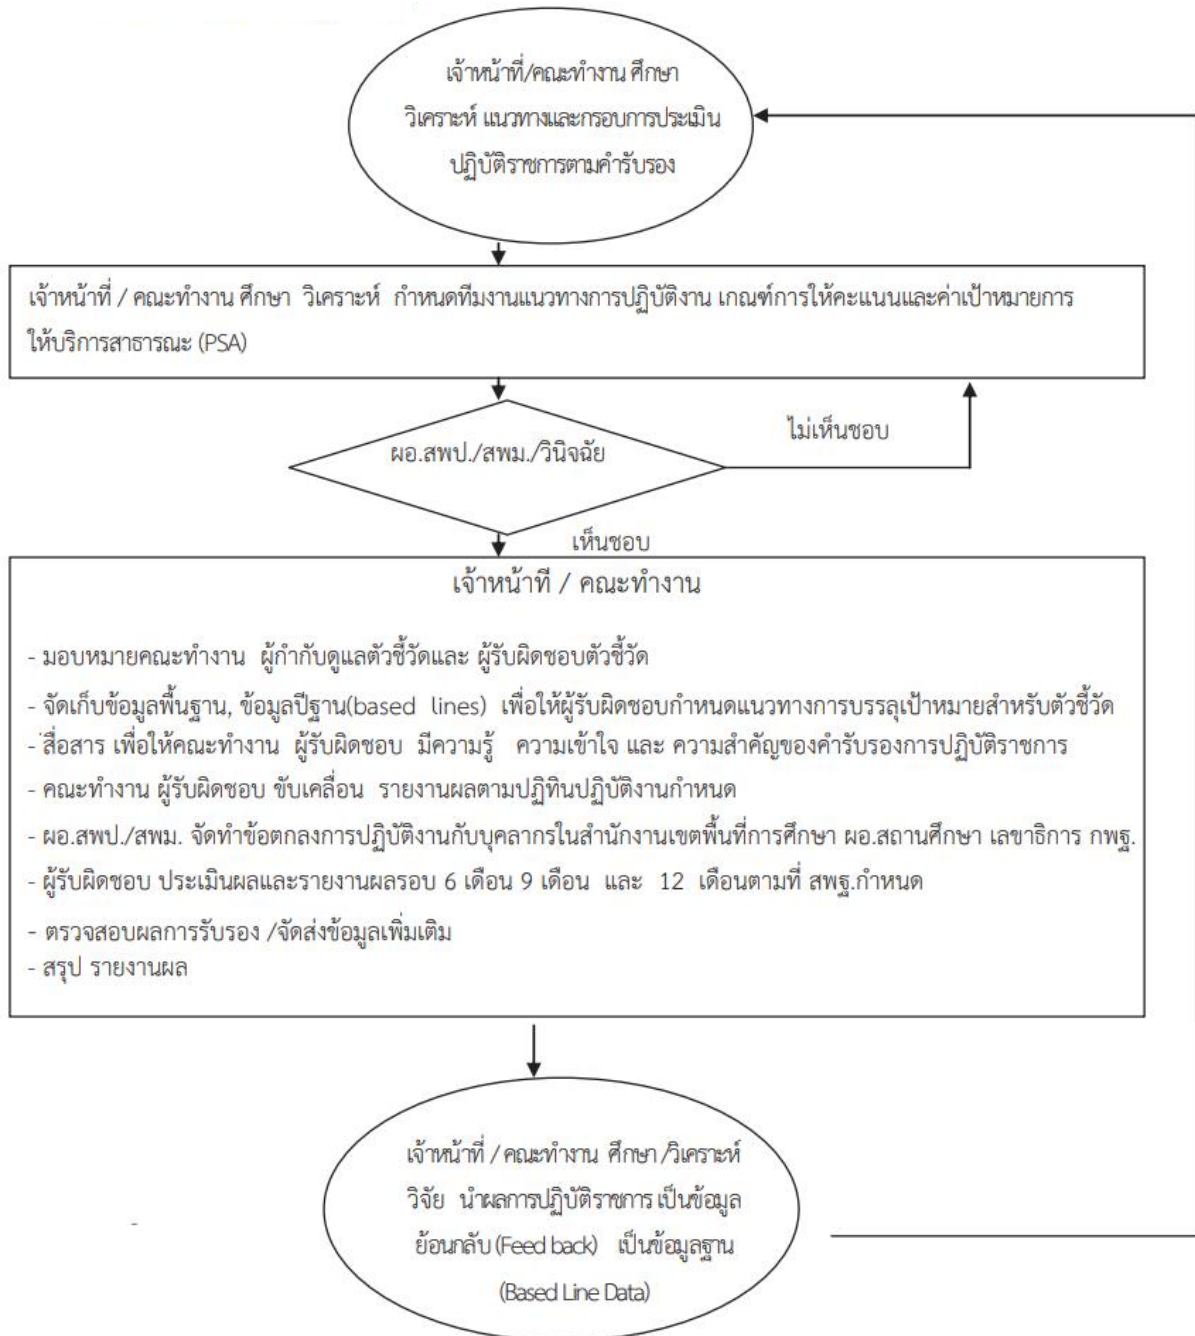 เจ้าหน้าที่/คณะทำงาน ศึกษา
วิเคราะห์ แนวทางและกรอบการประเมิน
ปฏิบัติราชการตามคำรับรอง
เจ้าหน้าที่ / คณะทำงาน ศึกษา วิเคราะห์ กำหนดทีมงานแนวทางการปฏิบัติงาน เกณฑ์การให้คะแนนและค่าเป้าหมายการ
ให้บริการสาธารณะ (PSA)
ไม่เห็นชอบ
ผอ.สพป./สพม./วินิจฉัย
เห็นชอบ
เจ้าหน้าที / คณะทำงาน
- มอบหมายคณะทำงาน ผู้กำกับดูแลตัวชี้วัดและ ผู้รับผิดชอบตัวชี้วัด
- จัดเก็บข้อมูลพื้นฐาน, ข้อมูลปีฐาน(based lines) เพื่อให้ผู้รับผิดชอบกำหนดแนวทางการบรรลุเป้าหมายสำหรับตัวชี้วัด
- สื่อสาร เพื่อให้คณะทำงาน ผู้รับผิดชอบ มีความรู้ ความเข้าใจ และ ความสำคัญของคำรับรองการปฏิบัติราชการ
- คณะทำงาน ผู้รับผิดชอบ ขับเคลื่อน รายงานผลตามปฏิทินปฏิบัติงานกำหนด
- ผอ.สพป./สพม. จัดทำข้อตกลงการปฏิบัติงานกับบุคลากรในสำนักงานเขตพื้นที่การศึกษา ผอ.สถานศึกษา เลขาธิการ กพฐ.
- ผู้รับผิดชอบ ประเมินผลและรายงานผลรอบ 6 เดือน 9 เดือน และ 12 เดือนตามที่ สพฐ.กำหนด
- ตรวจสอบผลการรับรอง /จัดส่งข้อมูลเพิ่มเติม
- สรุป รายงานผล
เจ้าหน้าที่ / คณะทำงาน ศึกษา /วิเคราะห์
วิจัย นำผลการปฏิบัติราชการ เป็นข้อมูล
ย้อนกลับ (Feed back) เป็นข้อมูลฐาน
(Based Line Data)